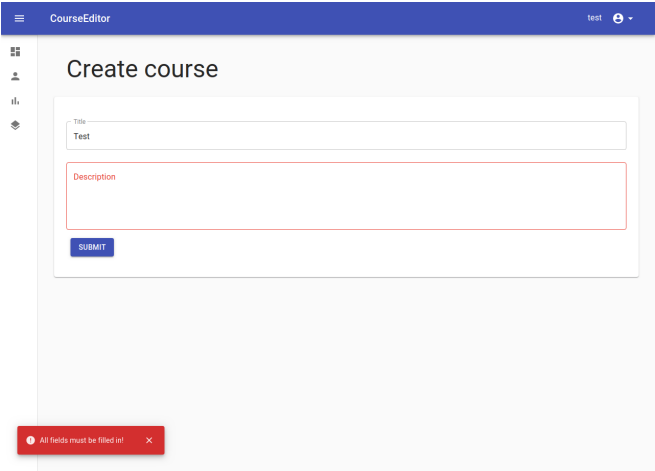 CourseEditor
test
Create course
Title
Test
Description
SUBMIT
All fields must be filled in!